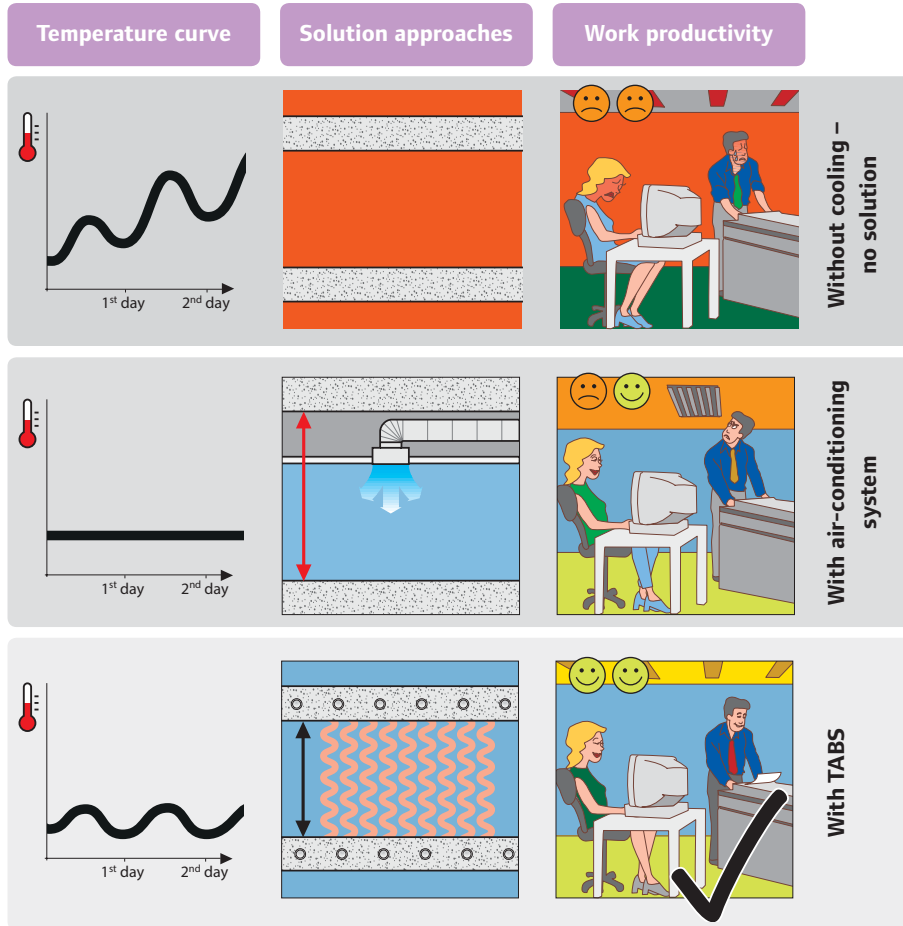 Temperature curve
Solution approaches
Work productivity
1st day
2nd day
Without cooling –
no solution
1st day
2nd day
With air-conditioning
system
1st day
2nd day
With TABS